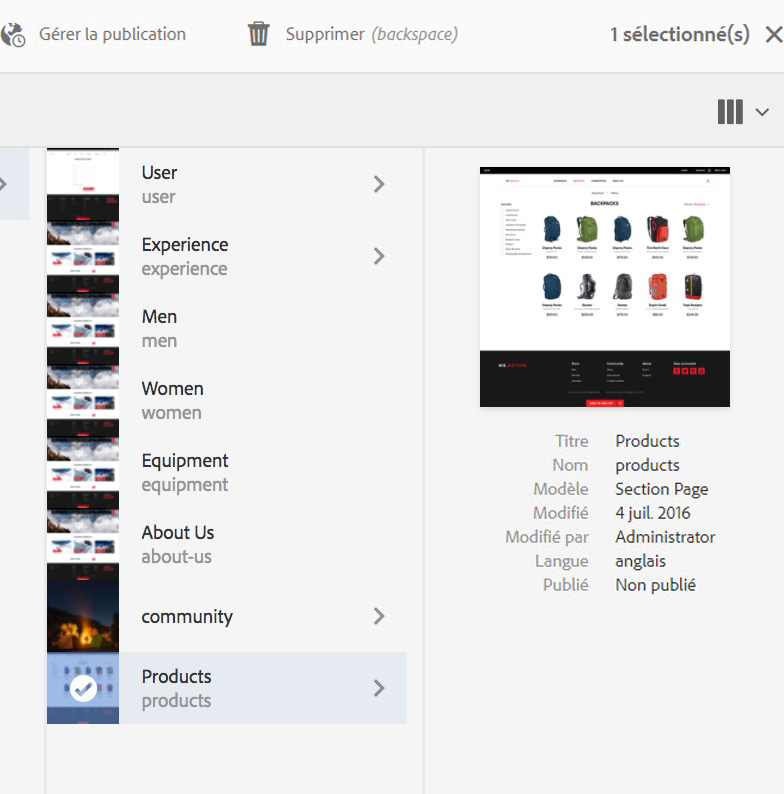 Gérer la publication
Supprimer (backspace)
1 sélectionné(s)
User
user
Experience
experience
Men
men
Women
women
Equipment
equipment
About Us
about-us
community
Products
products
BACKPACKS
Titre Products
Nom products
Modèle Section Page
Modifié 4 juil. 2016
Modifié par Administrator
Langue anglais
Publié Non publié